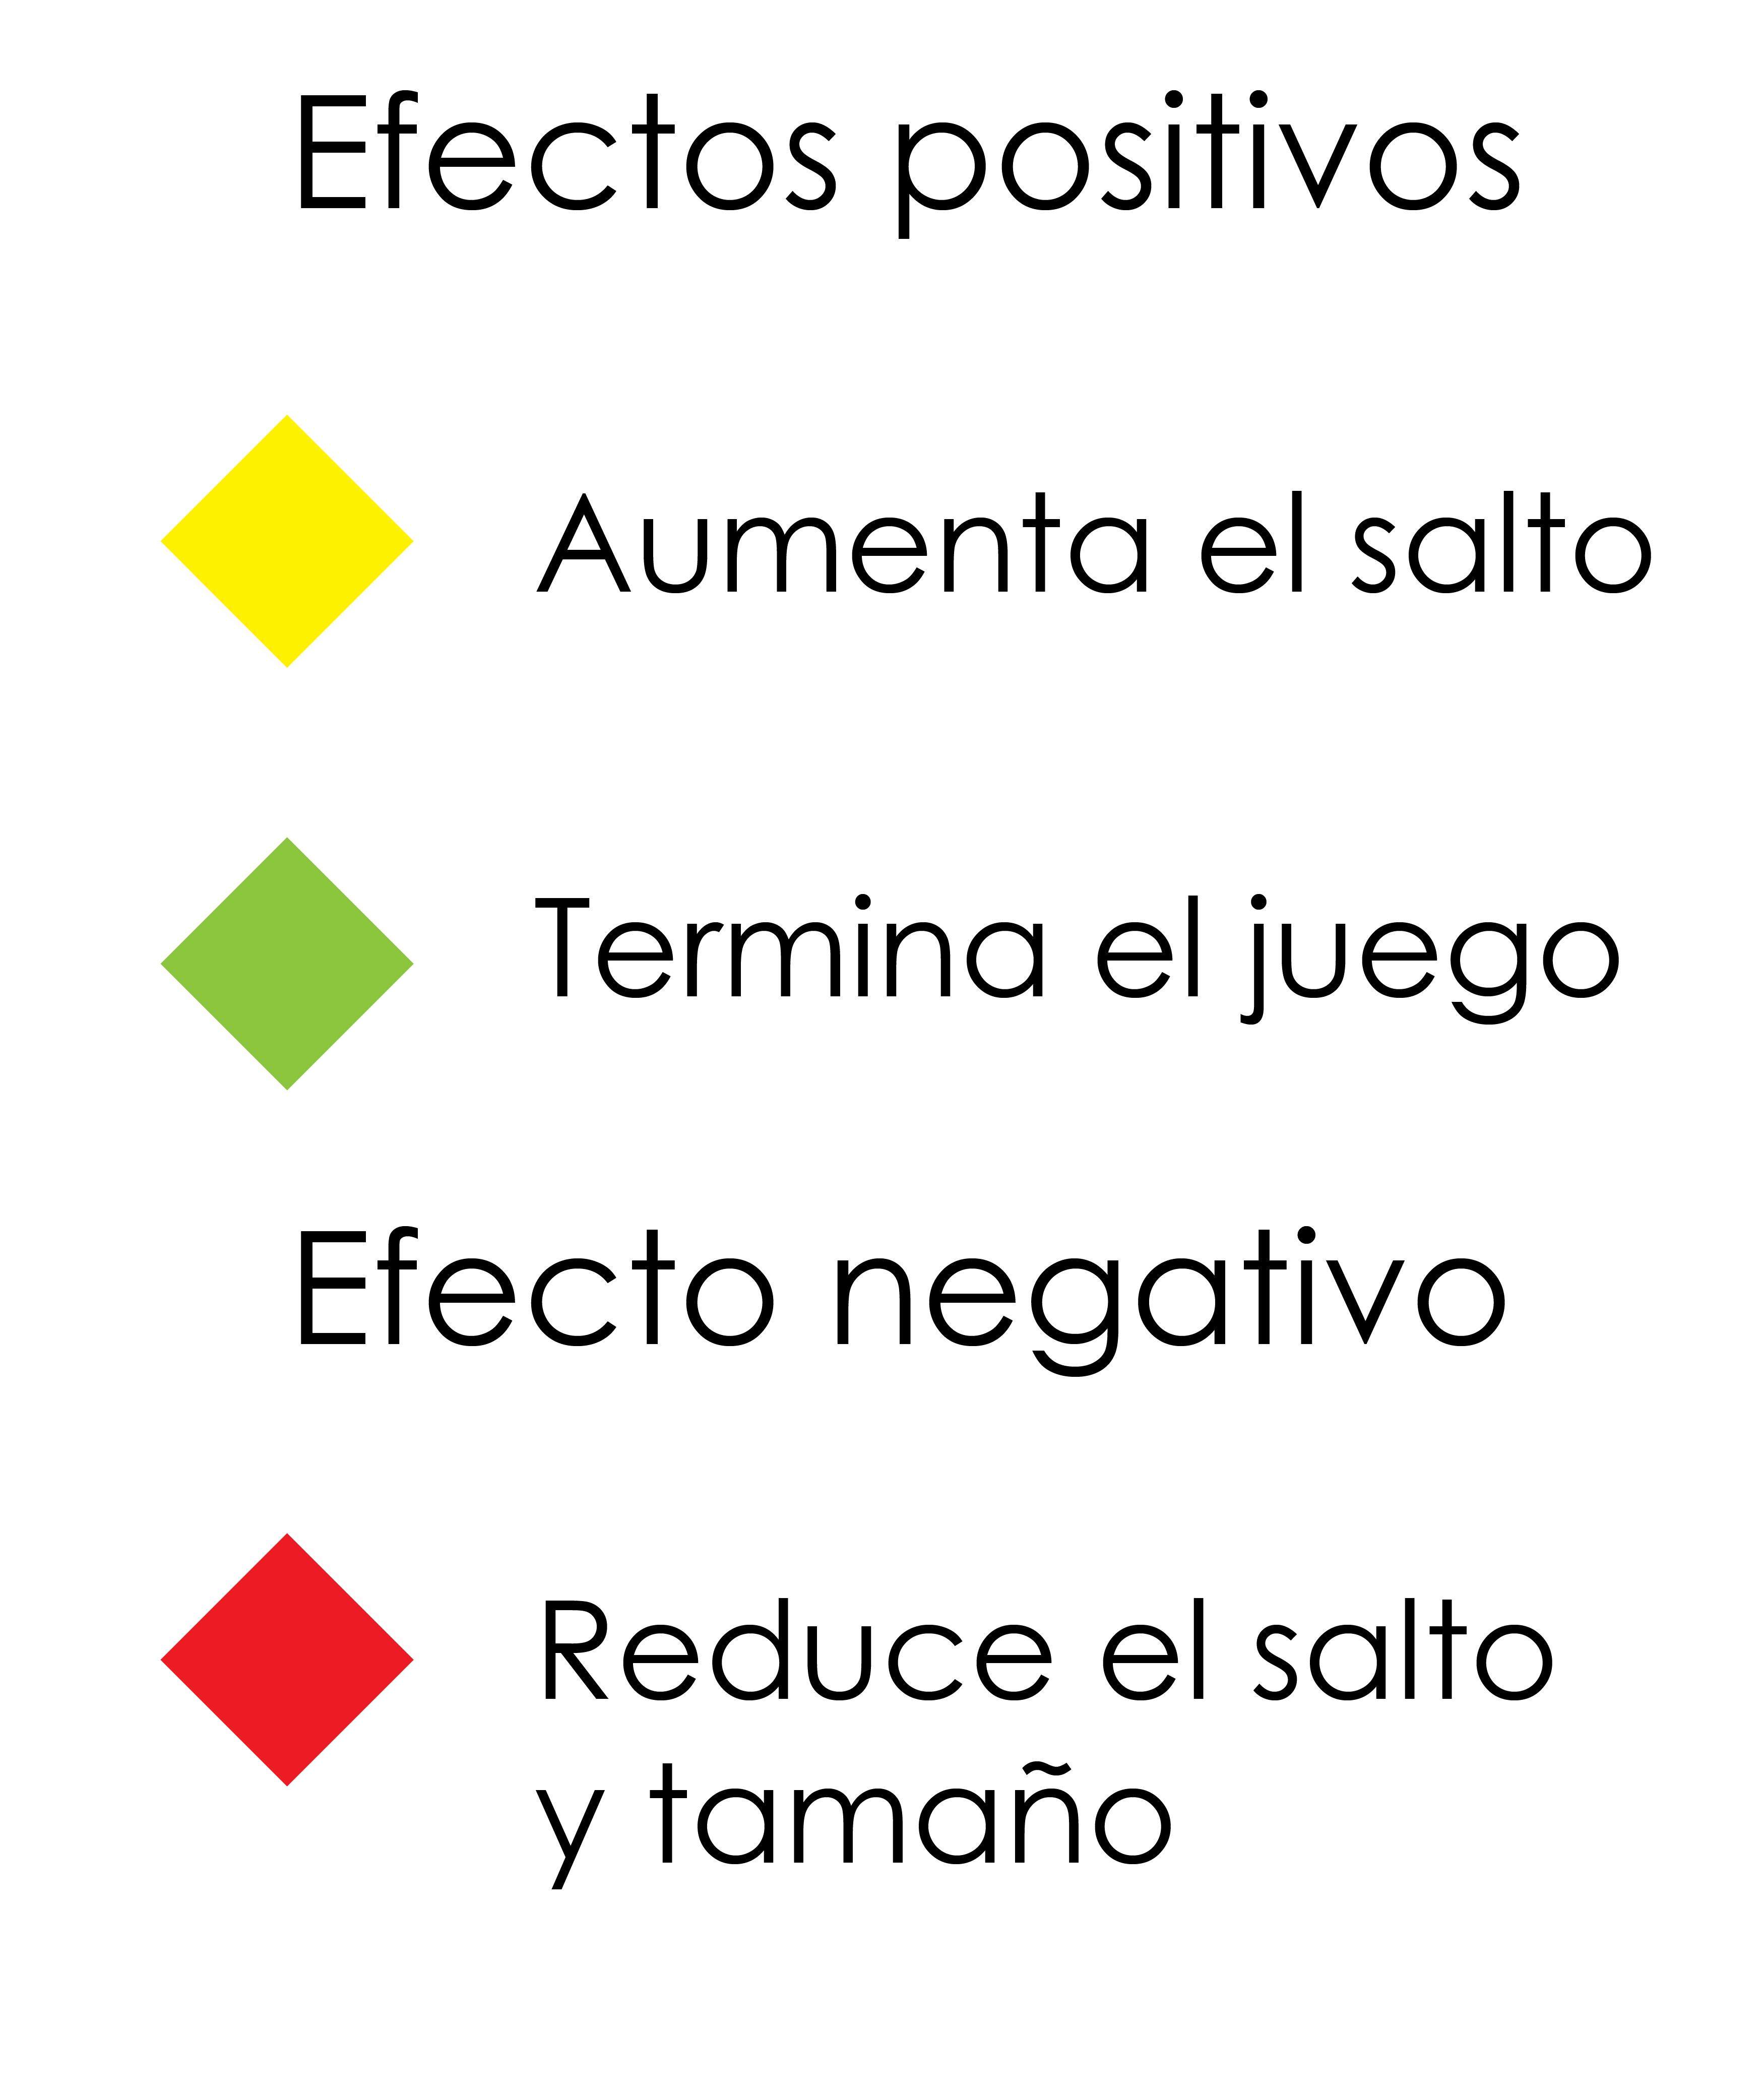 Efectos positivos
Aumenta el salto
Termina el juego
Efecto negativo
Reduce el salto
y tamaño